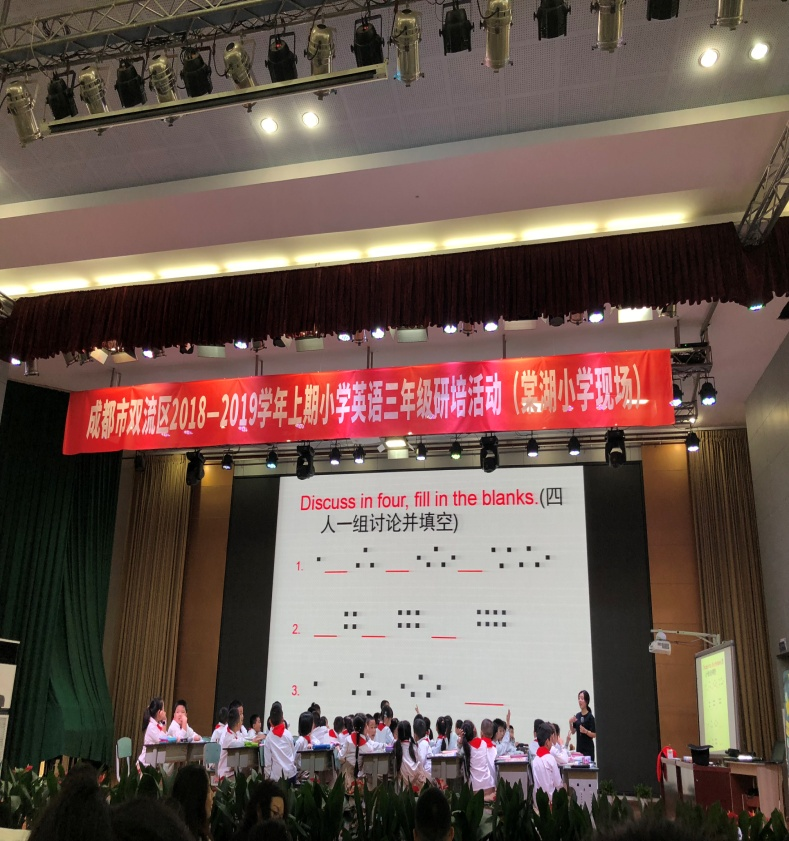 成都市双流区2018—2019学年上期小学英语三年级研培活动（棠湖小学现场）
Discuss in four, fill in the blanks.(四
人一组讨论并填空)
1.
2.
3.